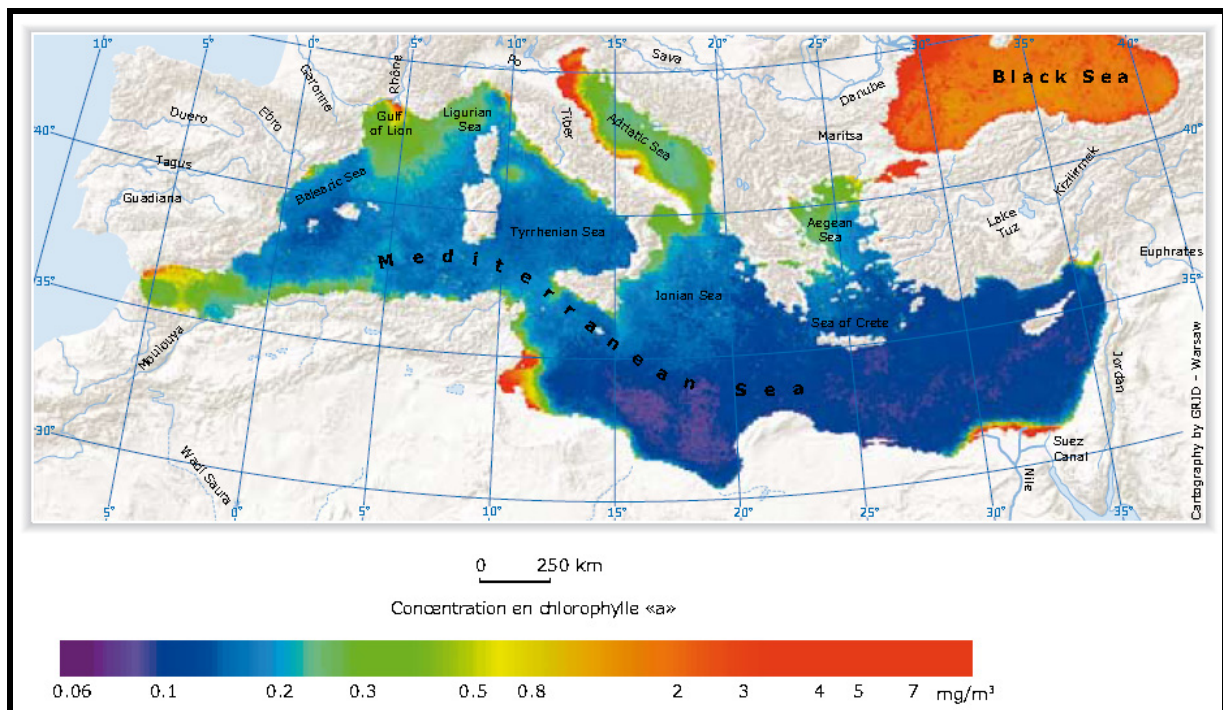 10° 5° 0° 5° 10° 15° 20° 25° 30° 35° 40°
Black Sea
Garonne
Rhône
Po
Sava
Danube
Duero
Ebro
Gulf
of Lion
Ligurian
Sea
Tiber
Adriatic Sea
Maritsa
40°
40°
Tagus
Balearic Sea
Kizilirmek
Guadiana
Tyrrhenian Sea
Aegean
Sea
Lake
Tuz
Euphrates
Mediterranean Sea
35°
35°
Ionian Sea
Sea of Crete
Moulouya
Jordan
30°
30°
Wadi Saura
Suez
Canal
Nile
5° 0° 5° 10° 15° 20° 25° 30° 35°
Cartography by GRID - Warsaw
0 250 km
Concentration en chlorophylle «a»
0.06 0.1 0.2 0.3 0.5 0.8 2 3 4 5 7 mg/m³